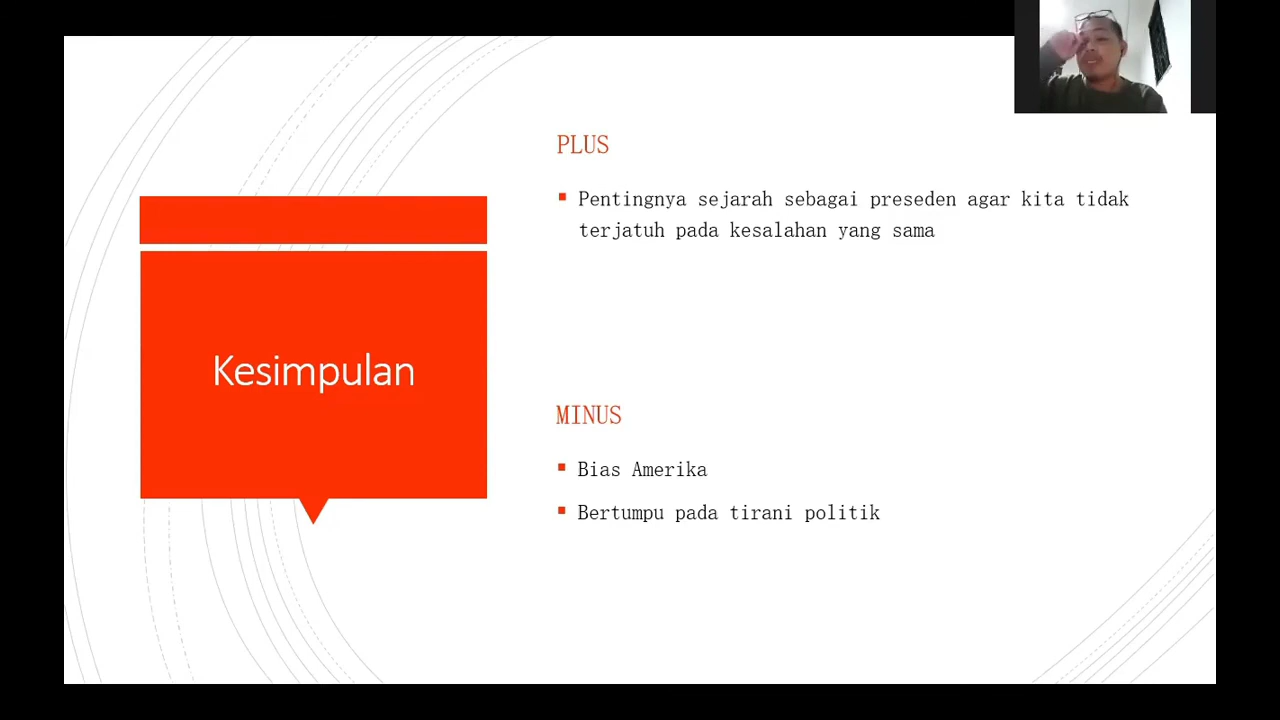 Kesimpulan
PLUS
▪ Pentingnya sejarah sebagai preseden agar kita tidak
terjatuh pada kesalahan yang sama
MINUS
▪ Bias Amerika
▪ Bertumpu pada tirani politik